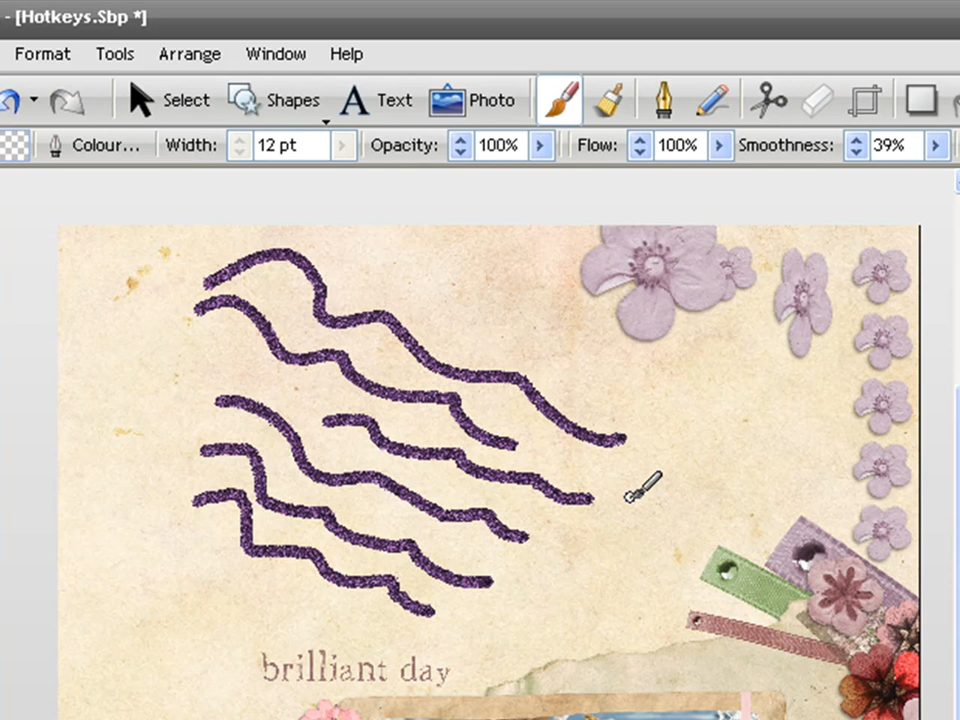 - [Hotkeys.Sbp *]
Format Tools Arrange Window Help
Select Shapes Text Photo
Colour... Width: 12 pt Opacity: 100% Flow: 100% Smoothness: 39%
brilliant day